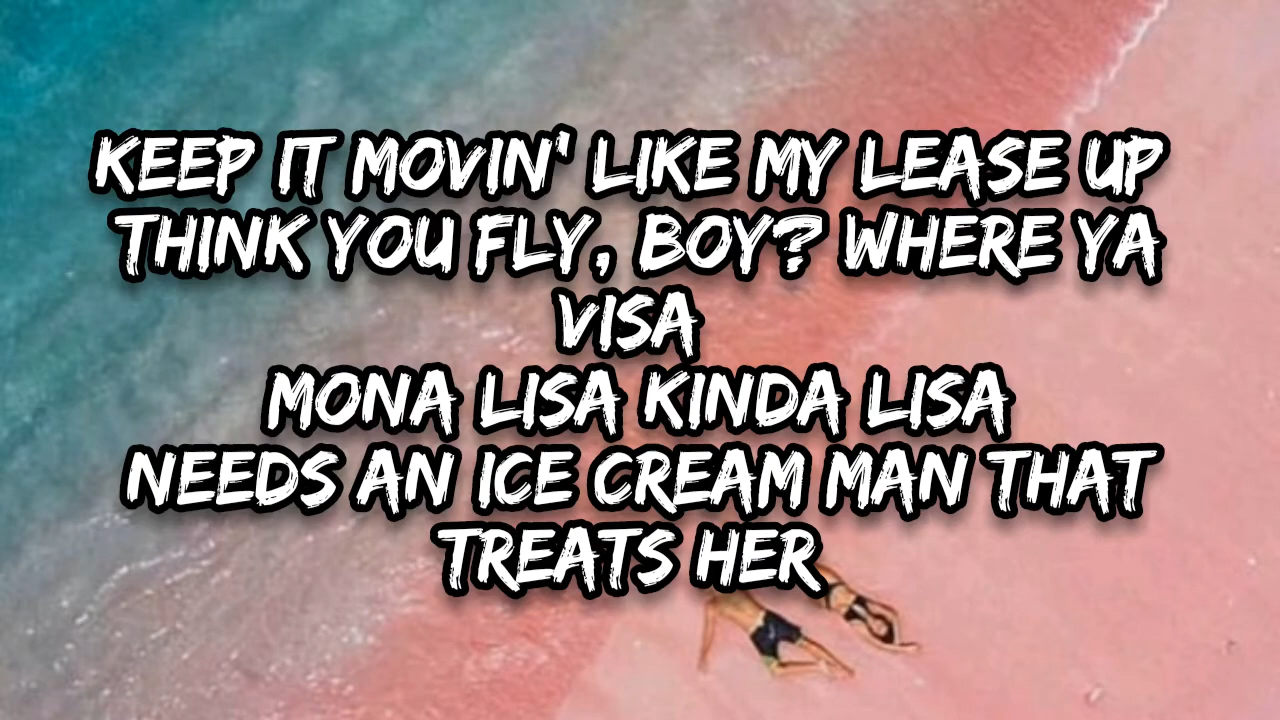 KEEP IT MOVIN' LIKE MY LEASE UP
THINK YOU FLY, BOY? WHERE YA
VISA
MONA LISA KINDA LISA
NEEDS AN ICE CREAM MAN THAT
TREATS HER